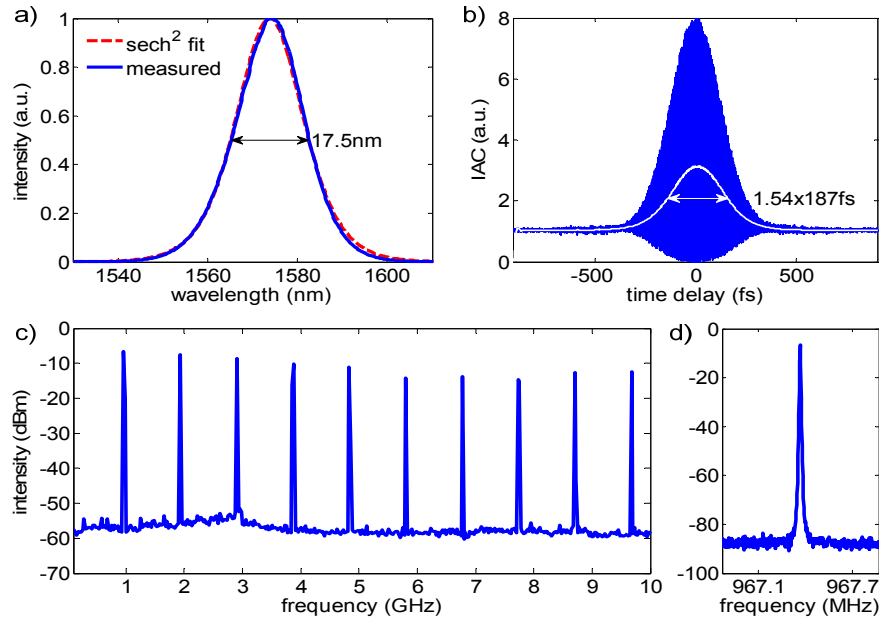 a)
1
0.8
0.6
0.4
0.2
0
intensity (a.u.)
sech² fit
measured
17.5nm
1540
1560
1580
1600
wavelength (nm)
b)
8
6
4
2
0
IAC (a.u.)
1.54x187fs
-500
0
500
time delay (fs)
c)
0
-10
-20
-30
-40
-50
-60
-70
intensity (dBm)
1
2
3
4
5
6
7
8
9
10
frequency (GHz)
d)
0
-20
-40
-60
-80
-100
967.1
967.7
frequency (MHz)